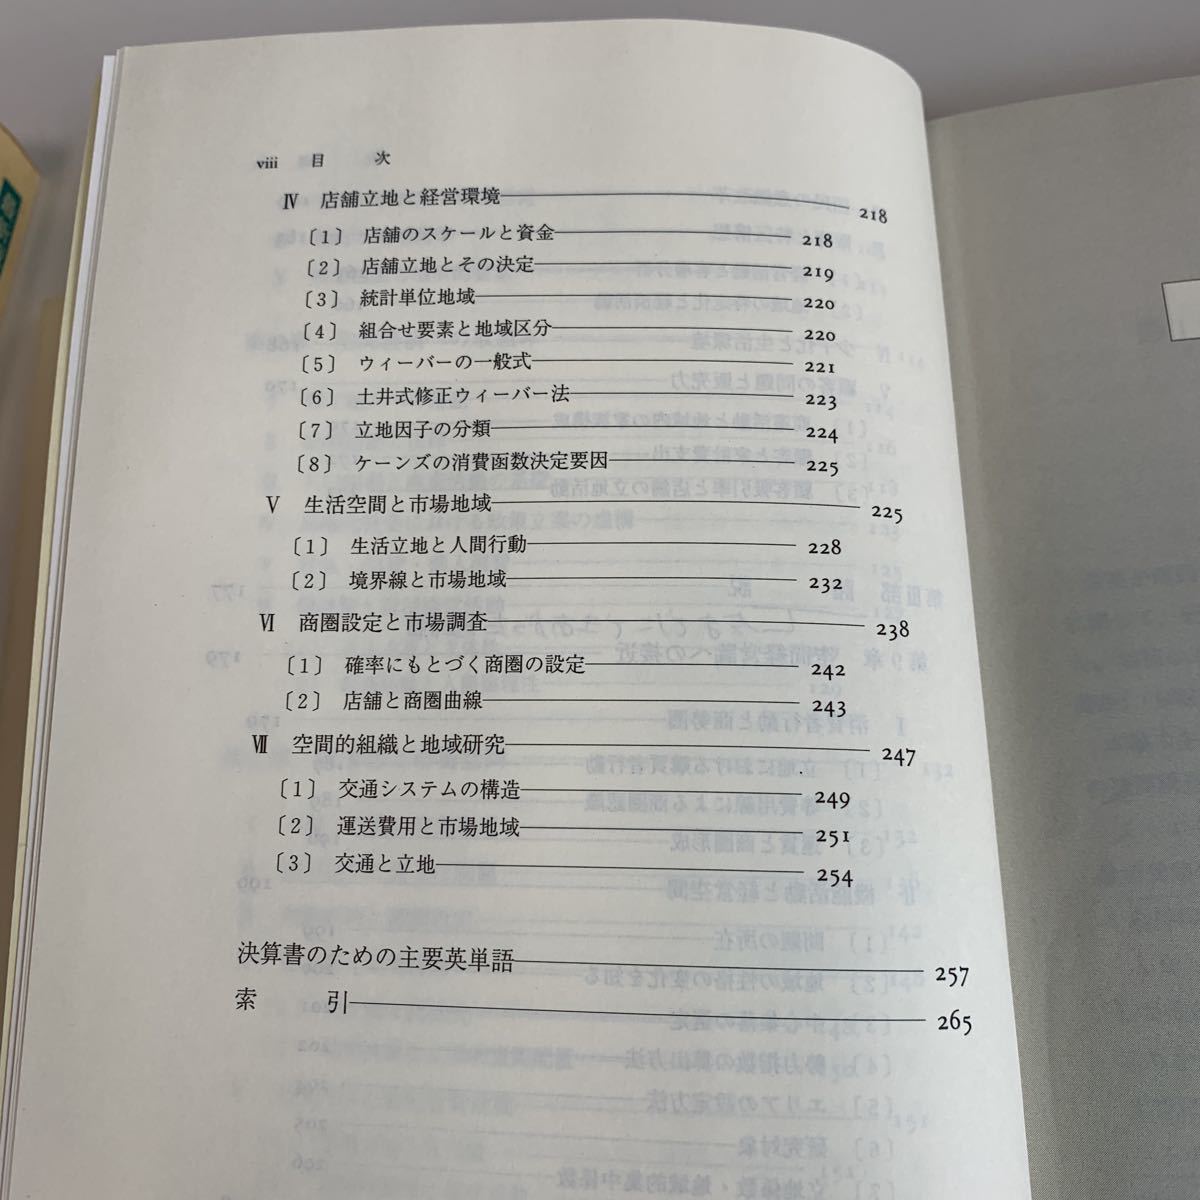 viii 目 次
Ⅳ 店舗立地と経営環境 218
〔1〕 店舗のスケールと資金 218
〔2〕 店舗立地とその決定 219
〔3〕 統計単位地域 220
〔4〕 組合せ要素と地域区分 220
〔5〕 ウィーバーの一般式 221
〔6〕 土井式修正ウィーバー法 223
〔7〕 立地因子の分類 224
〔8〕 ケーンズの消費函数決定要因 225
Ⅴ 生活空間と市場地域 225
〔1〕 生活立地と人間行動 228
〔2〕 境界線と市場地域 232
Ⅵ 商圏設定と市場調査 238
〔1〕 確率にもとづく商圏の設定 242
〔2〕 店舗と商圏曲線 243
Ⅶ 空間的組織と地域研究 247
〔1〕 交通システムの構造 249
〔2〕 運送費用と市場地域 251
〔3〕 交通と立地 254
決算書のための主要英単語 257
索 引 265